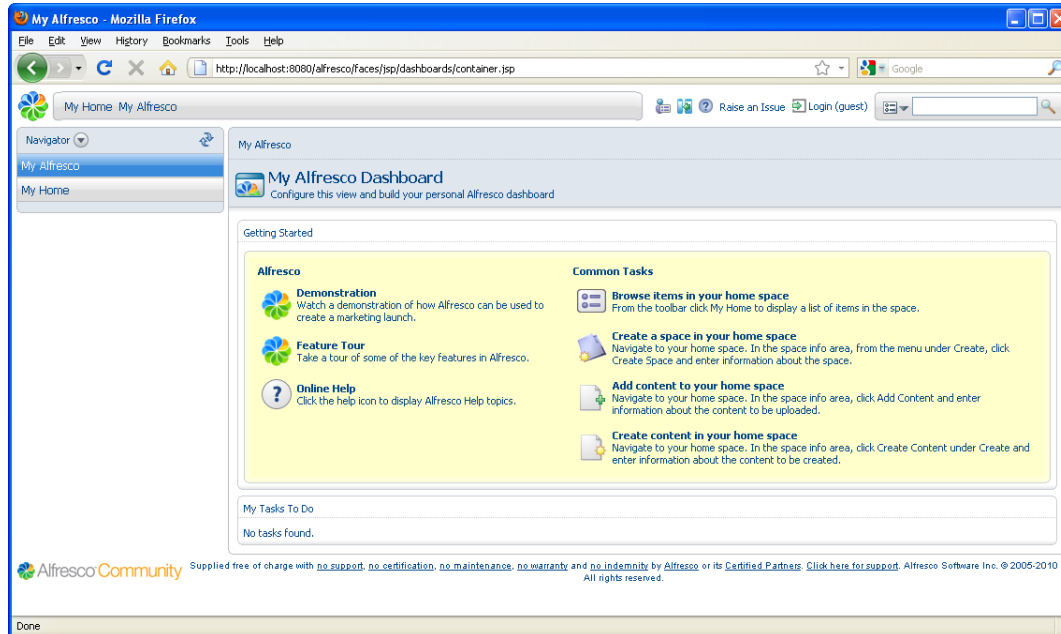 My Alfresco - Mozilla Firefox
File Edit View History Bookmarks Tools Help
http://localhost:8080/alfresco/faces/jsp/dashboards/container.jsp
Google
My Home My Alfresco
Raise an Issue Login (guest)
Navigator
My Alfresco
My Home
My Alfresco
My Alfresco Dashboard
Configure this view and build your personal Alfresco dashboard
Getting Started
Alfresco
Demonstration
Watch a demonstration of how Alfresco can be used to
create a marketing launch.
Feature Tour
Take a tour of some of the key features in Alfresco.
Online Help
Click the help icon to display Alfresco Help topics.
Common Tasks
Browse items in your home space
From the toolbar click My Home to display a list of items in the space.
Create a space in your home space
Navigate to your home space. In the space info area, from the menu under Create, click
Create Space and enter information about the space.
Add content to your home space
Navigate to your home space. In the space info area, click Add Content and enter
information about the content to be uploaded.
Create content in your home space
Navigate to your home space. In the space info area, click Create Content under Create and
enter information about the content to be created.
My Tasks To Do
No tasks found.
Alfresco Community
Supplied free of charge with no support, no certification, no maintenance, no warranty and no indemnity by Alfresco or its Certified Partners. Click here for support. Alfresco Software Inc. © 2005-2010
All rights reserved.
Done